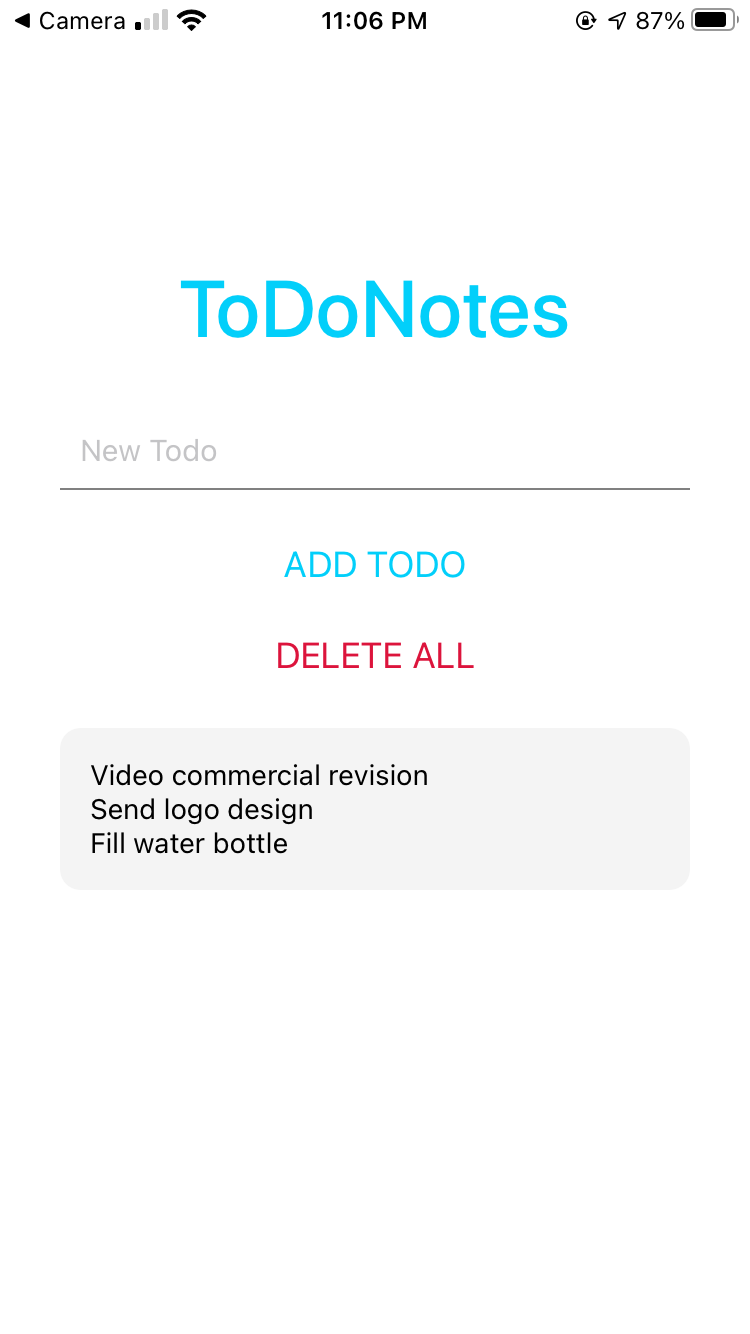 Camera 11:06 PM 87%
ToDoNotes
New Todo
ADD TODO
DELETE ALL
Video commercial revision
Send logo design
Fill water bottle